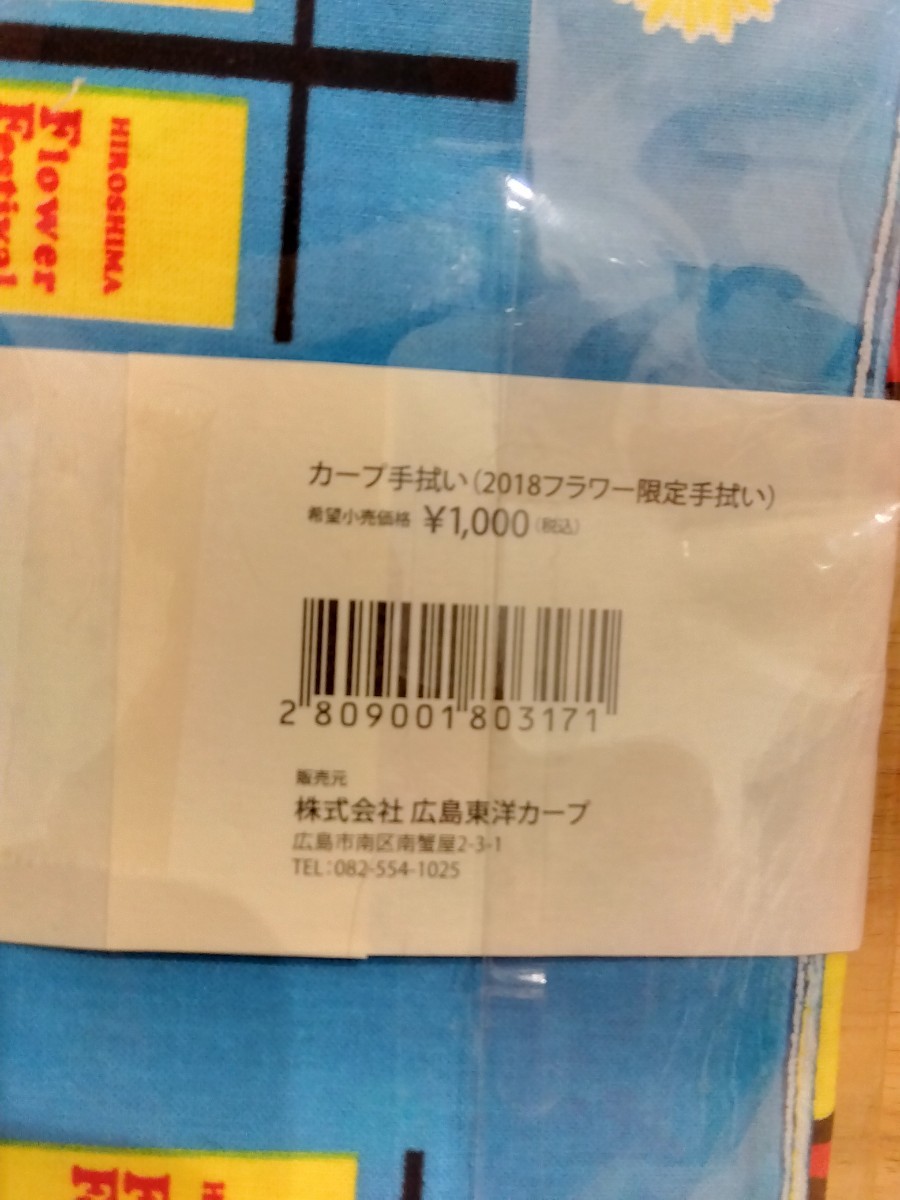 HIROSHIMA
Flower
Festival
カープ手拭い（2018フラワー限定手拭い）
希望小売価格 ¥1,000（税込）
2 809001 803171
販売元
株式会社 広島東洋カープ
広島市南区南蟹屋2-3-1
TEL：082-554-1025
H
F
F